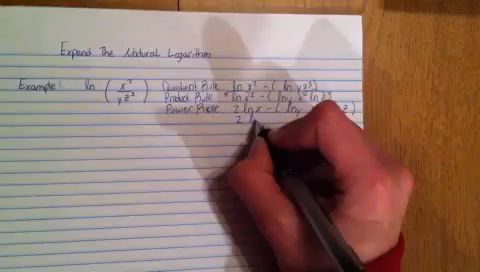 Expand The Natural Logarithm
Example: ln (x²/yz³) Quotient Rule ln x² - (ln yz³)
Product Rule ln x² - (ln y + ln z³
Power Rule 2 ln x - ( ln y z)
2 l